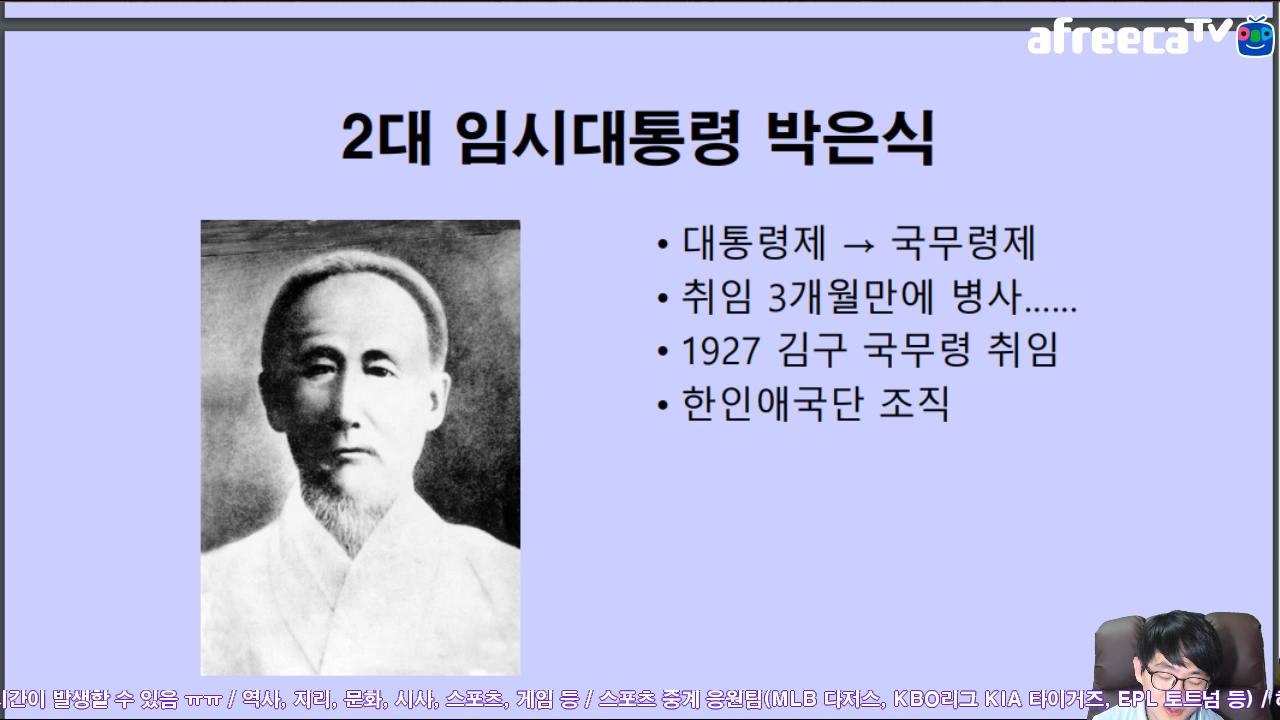 afreecaTV
2대 임시대통령 박은식
• 대통령제 → 국무령제
• 취임 3개월만에 병사......
• 1927 김구 국무령 취임
• 한인애국단 조직
시간이 발생할 수 있음 ㅠㅠ / 역사, 지리, 문화, 시사, 스포츠, 게임 등 / 스포츠 중계 응원팀(MLB 다저스, KBO리그 KIA 타이거즈, EPL 토트넘 등) /